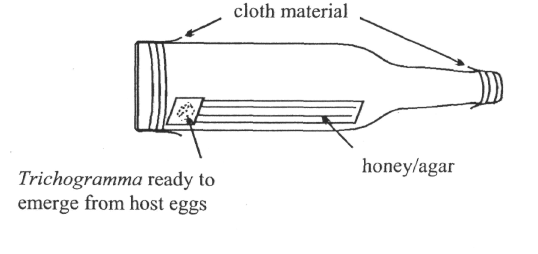 cloth material
honey/agar
Trichogramma ready to
emerge from host eggs